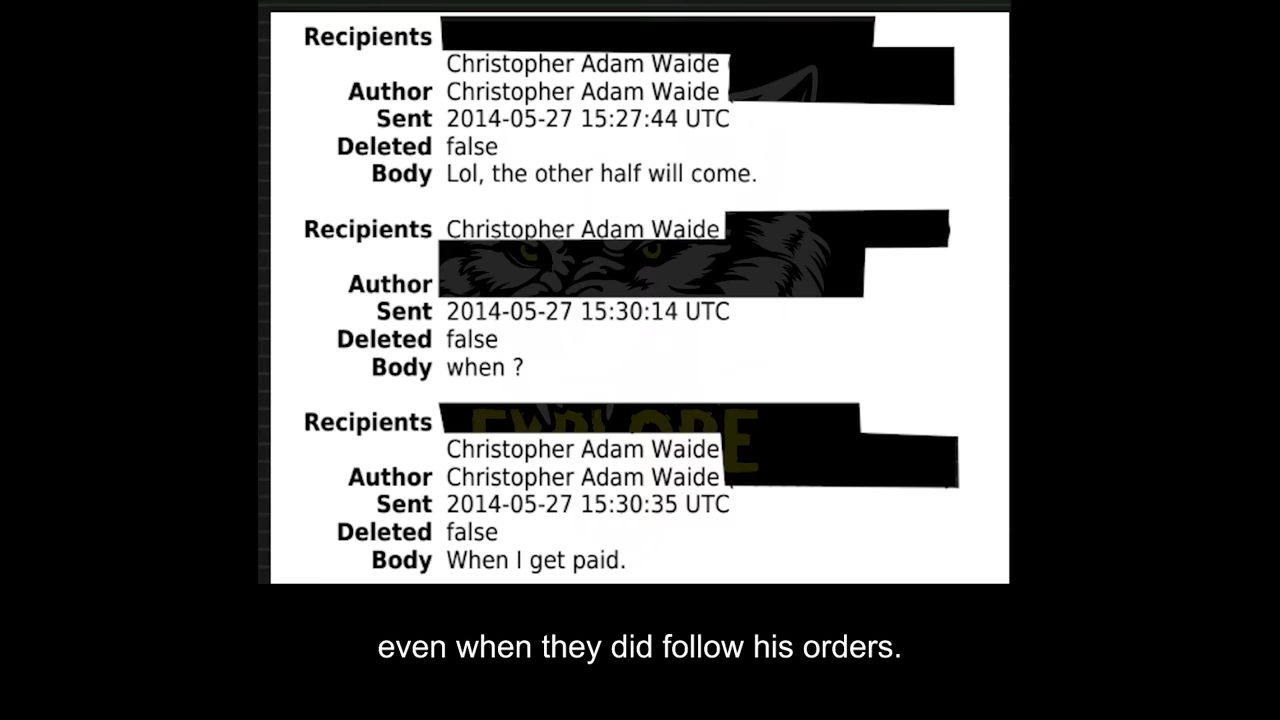 Recipients
Christopher Adam Waide
Author Christopher Adam Waide
Sent 2014-05-27 15:27:44 UTC
Deleted false
Body Lol, the other half will come.
Recipients Christopher Adam Waide
Author
Sent 2014-05-27 15:30:14 UTC
Deleted false
Body when ?
Recipients
EXPLORE
Christopher Adam Waide
Author Christopher Adam Waide
Sent 2014-05-27 15:30:35 UTC
Deleted false
Body When I get paid.
even when they did follow his orders.